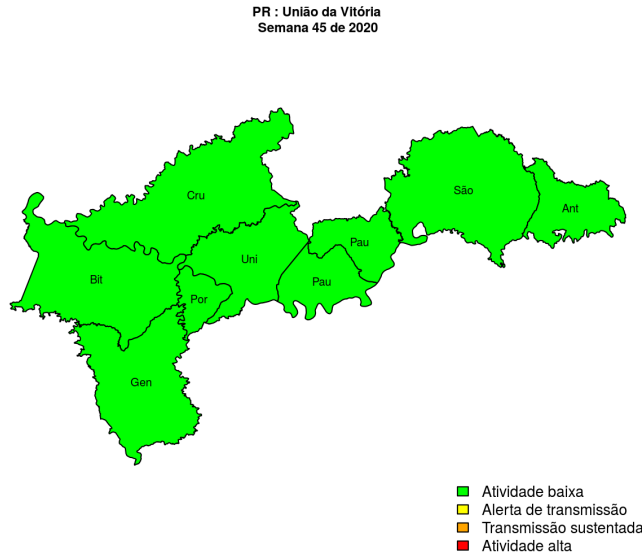 PR : União da Vitória
Semana 45 de 2020
Cru
São
Ant
Pau
Uni
Bit
Pau
Por
Gen
Atividade baixa
Alerta de transmissão
Transmissão sustentada
Atividade alta